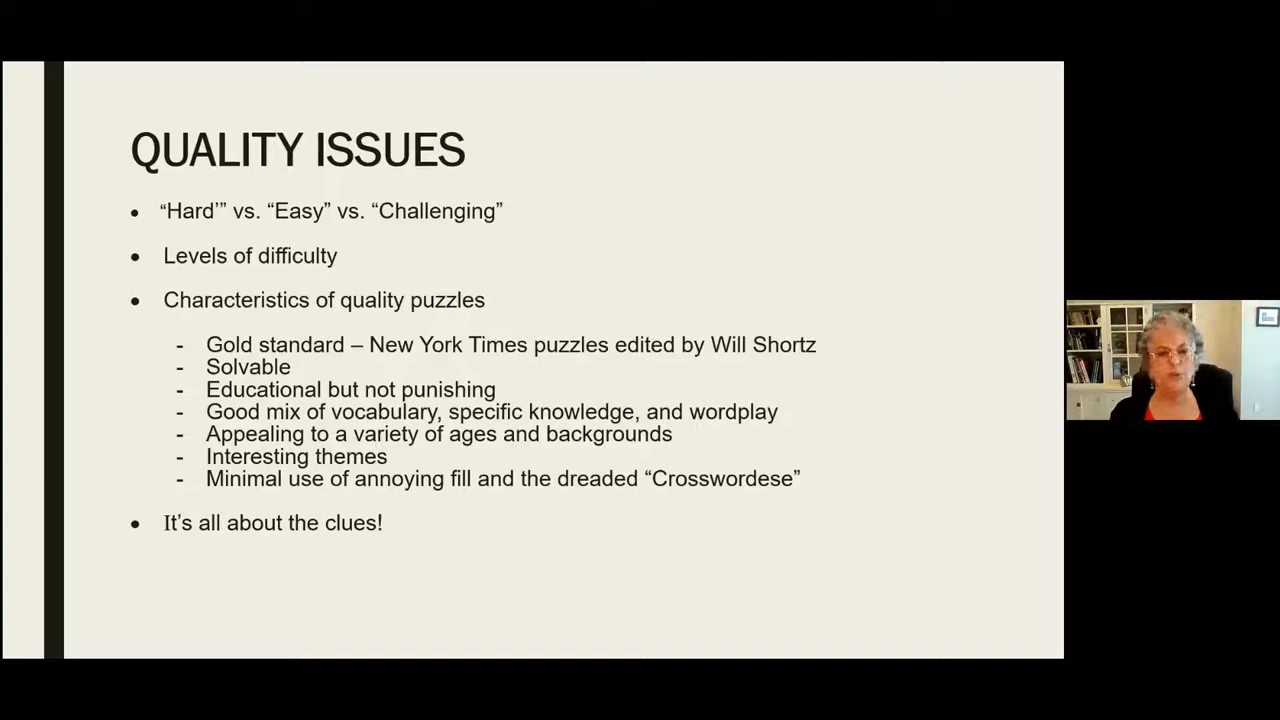 QUALITY ISSUES
• “Hard’” vs. “Easy” vs. “Challenging”
• Levels of difficulty
• Characteristics of quality puzzles
- Gold standard – New York Times puzzles edited by Will Shortz
- Solvable
- Educational but not punishing
- Good mix of vocabulary, specific knowledge, and wordplay
- Appealing to a variety of ages and backgrounds
- Interesting themes
- Minimal use of annoying fill and the dreaded “Crosswordese”
• It’s all about the clues!